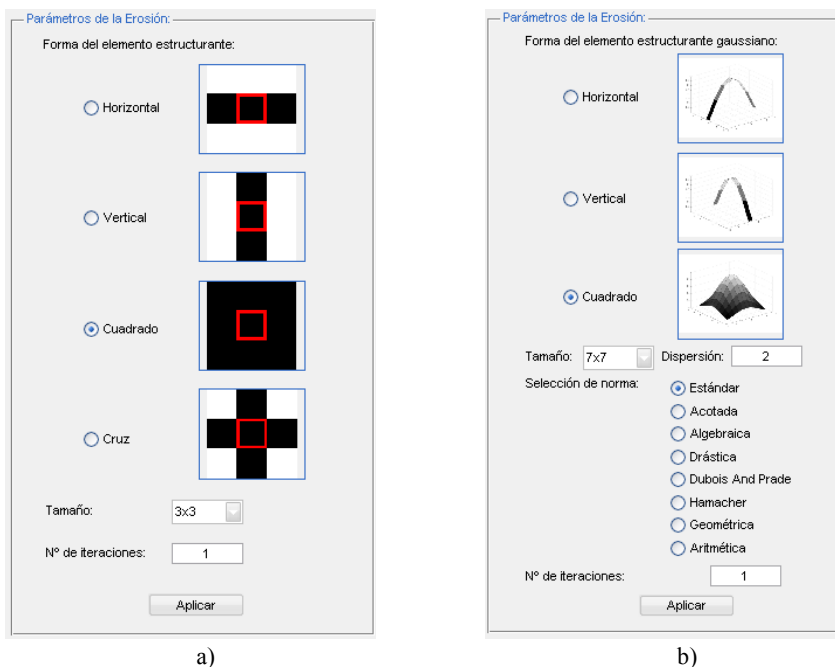 Parámetros de la Erosión:
Forma del elemento estructurante:
Horizontal
Vertical
Cuadrado
Cruz
Tamaño: 3x3
Nº de iteraciones: 1
Aplicar
a)
Parámetros de la Erosión:
Forma del elemento estructurante gaussiano:
Horizontal
Vertical
Cuadrado
Tamaño: 7x7 Dispersión: 2
Selección de norma:
Estándar
Acotada
Algebraica
Drástica
Dubois And Prade
Hamacher
Geométrica
Aritmética
Nº de iteraciones: 1
Aplicar
b)